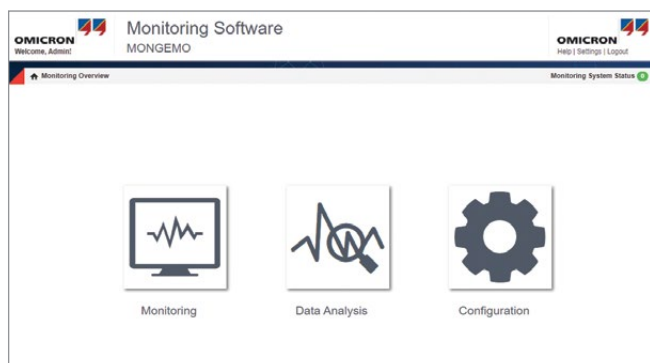 OMICRON
Welcome, Admin!
Monitoring Software
MONGEMO
OMICRON
Help | Settings | Logout
Monitoring Overview
Monitoring System Status 0
Monitoring
Data Analysis
Configuration